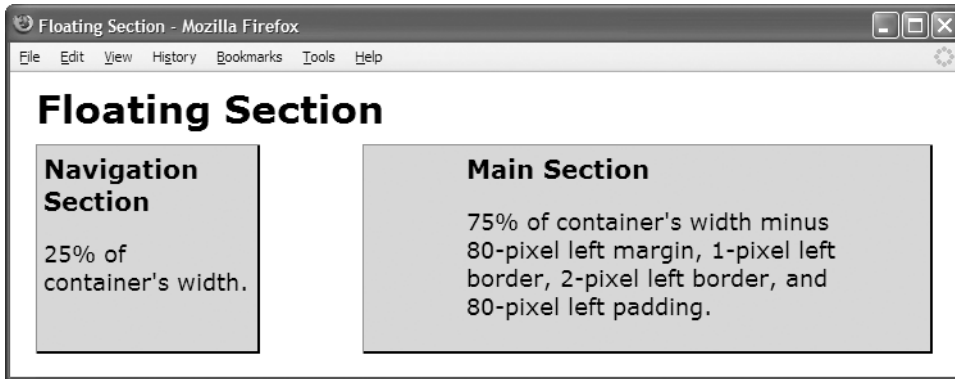 Floating Section - Mozilla Firefox
File Edit View History Bookmarks Tools Help
Floating Section
Navigation
Section
25% of
container's width.
Main Section
75% of container's width minus
80-pixel left margin, 1-pixel left
border, 2-pixel left border, and
80-pixel left padding.